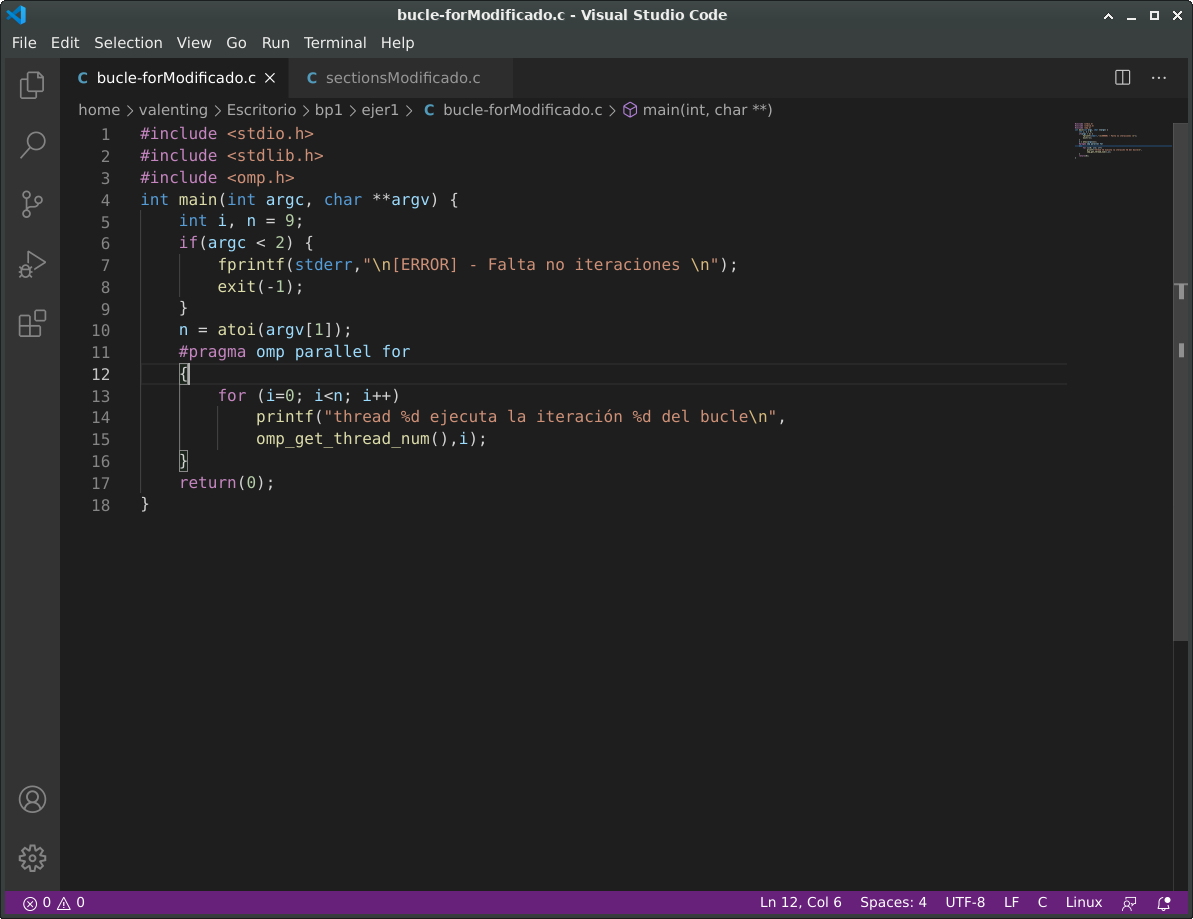 bucle-forModificado.c - Visual Studio Code
File Edit Selection View Go Run Terminal Help
C bucle-forModificado.c C sectionsModificado.c
home > valenting > Escritorio > bp1 > ejer1 > C bucle-forModificado.c > main(int, char **)
1 #include <stdio.h>
2 #include <stdlib.h>
3 #include <omp.h>
4 int main(int argc, char **argv) {
5 int i, n = 9;
6 if(argc < 2) {
7 fprintf(stderr,"\n[ERROR] - Falta no iteraciones \n");
8 exit(-1);
9 }
10 n = atoi(argv[1]);
11 #pragma omp parallel for
12 {
13 for (i=0; i<n; i++)
14 printf("thread %d ejecuta la iteración %d del bucle\n",
15 omp_get_thread_num(),i);
16 }
17 return(0);
18 }
0 0 Ln 12, Col 6 Spaces: 4 UTF-8 LF C Linux